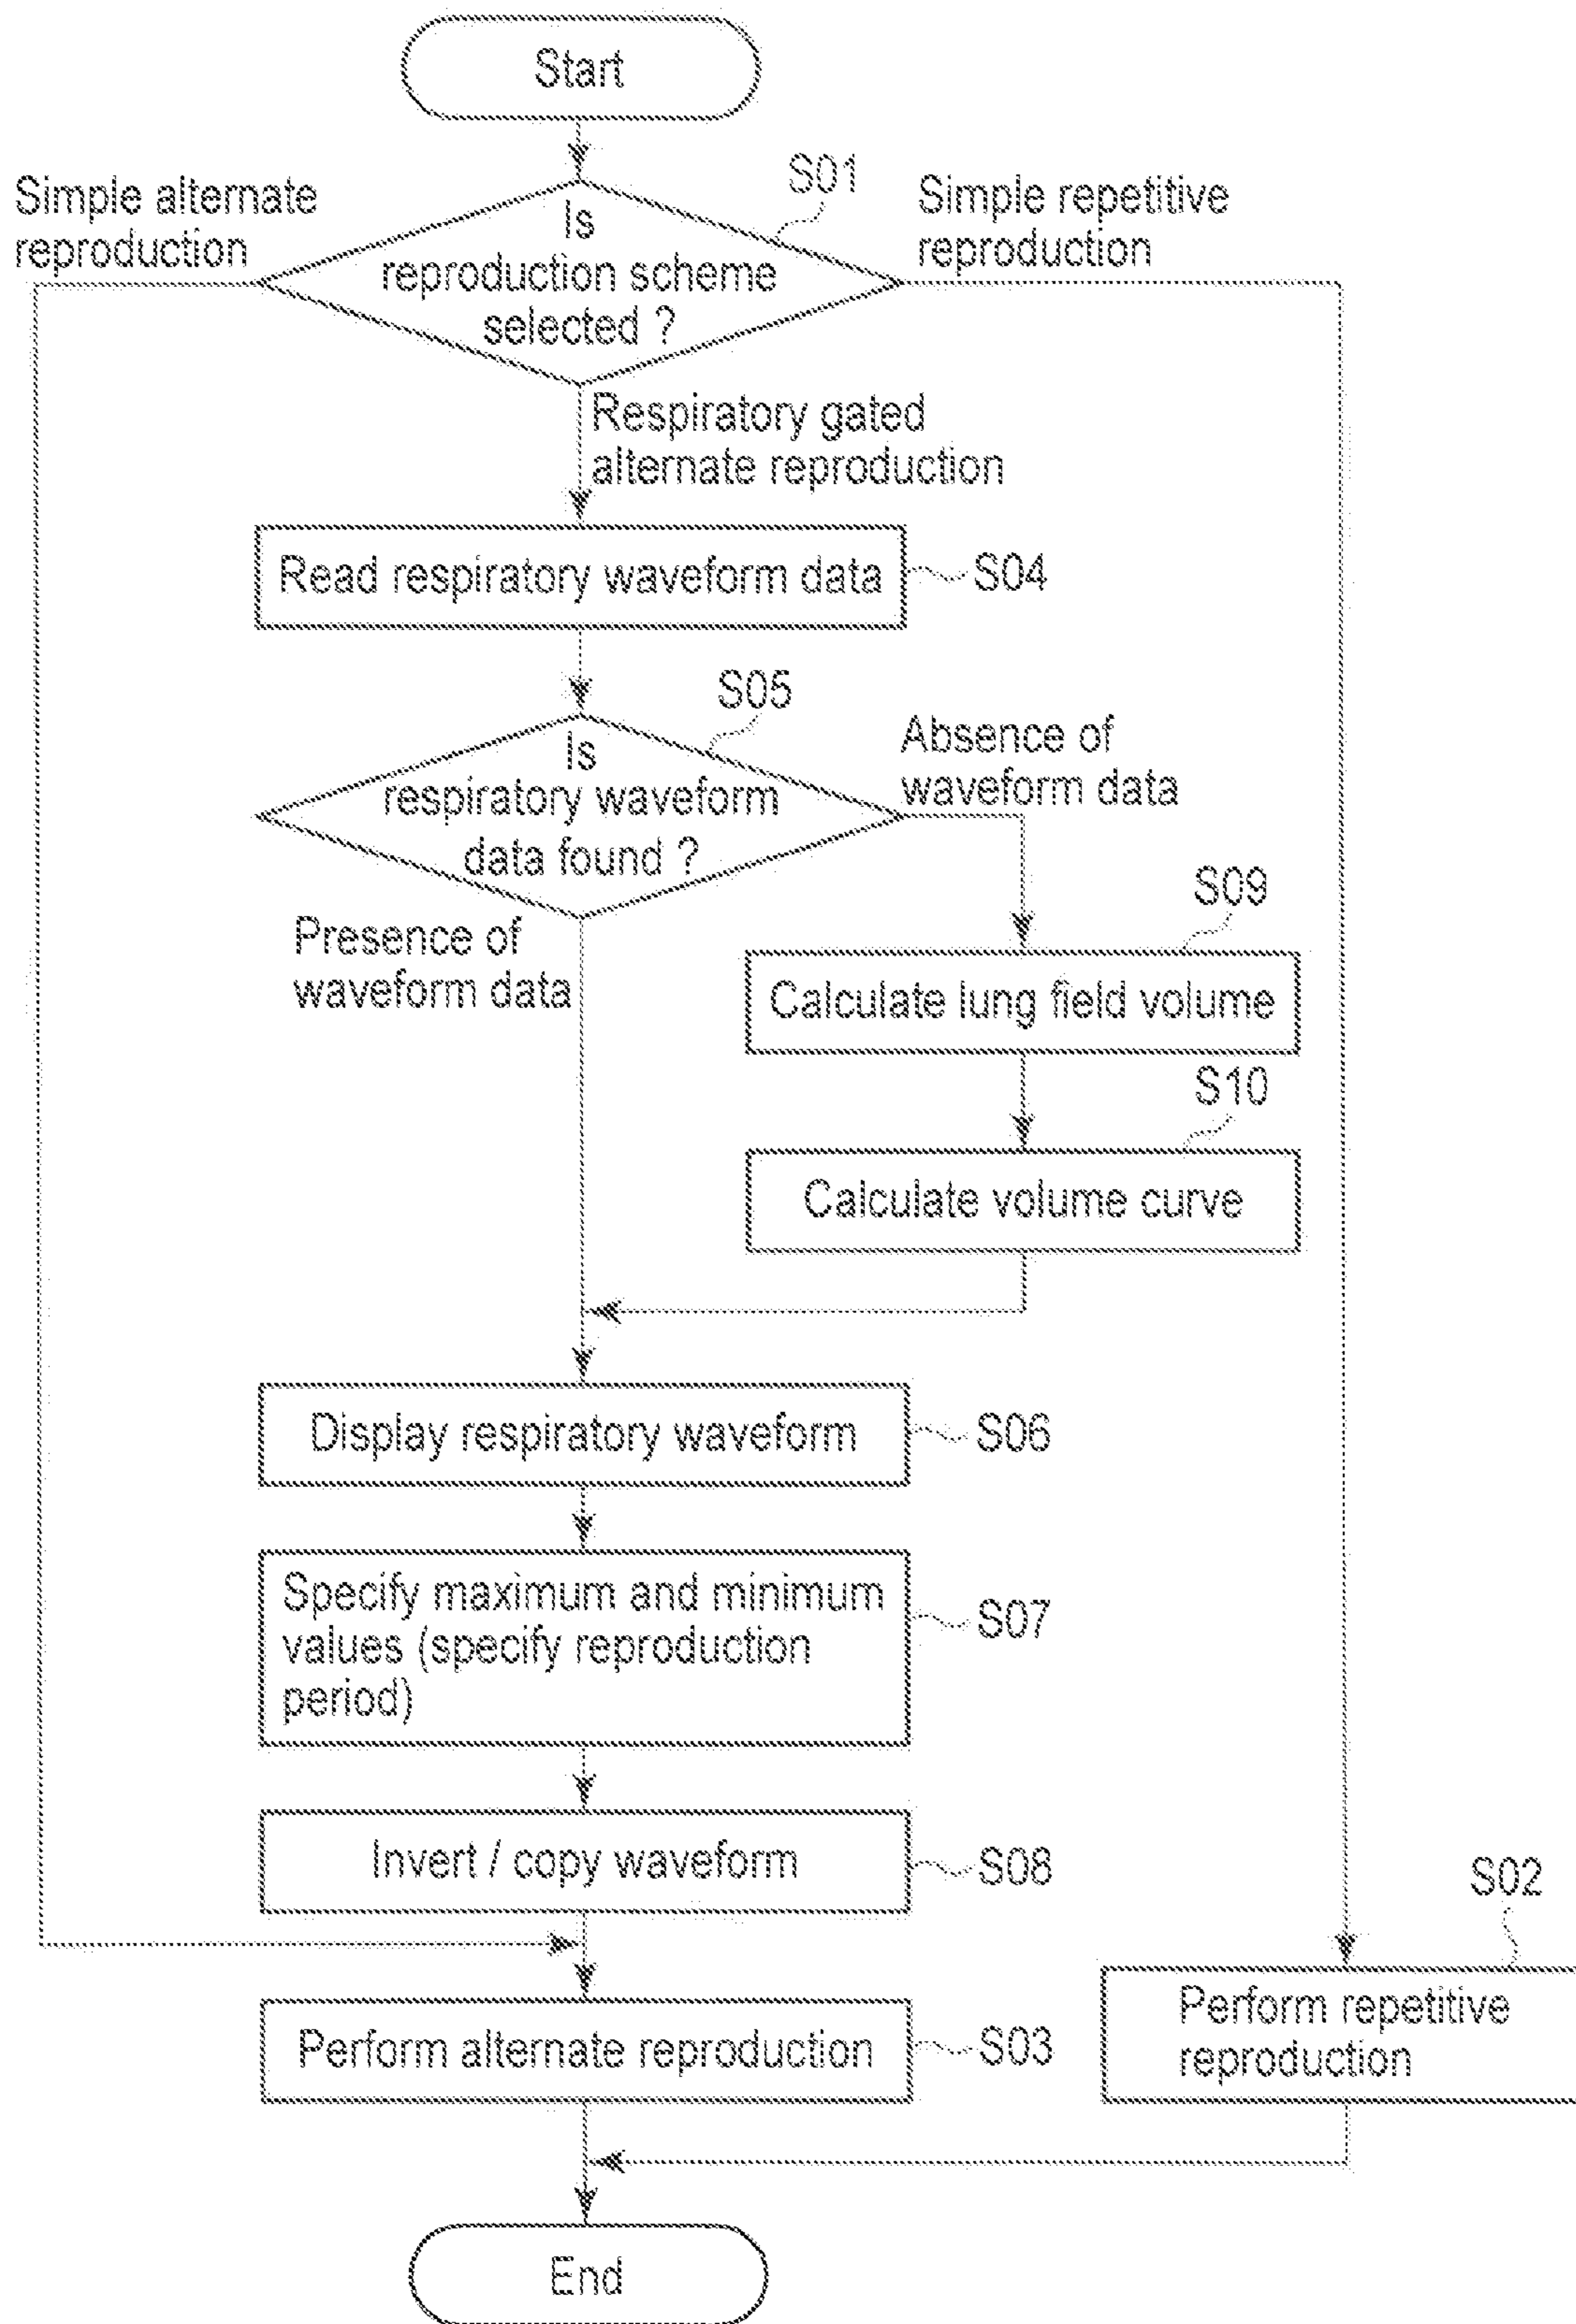 Start
S01
Simple alternate
reproduction
Simple repetitive
reproduction
Is
reproduction scheme
selected ?
Respiratory gated
alternate reproduction
Read respiratory waveform data
S04
S05
Is
respiratory waveform
data found ?
Absence of
waveform data
Presence of
waveform data
S09
Calculate lung field volume
S10
Calculate volume curve
Display respiratory waveform
S06
Specify maximum and minimum
values (specify reproduction
period)
S07
Invert / copy waveform
S08
S02
Perform repetitive
reproduction
Perform alternate reproduction
S03
End